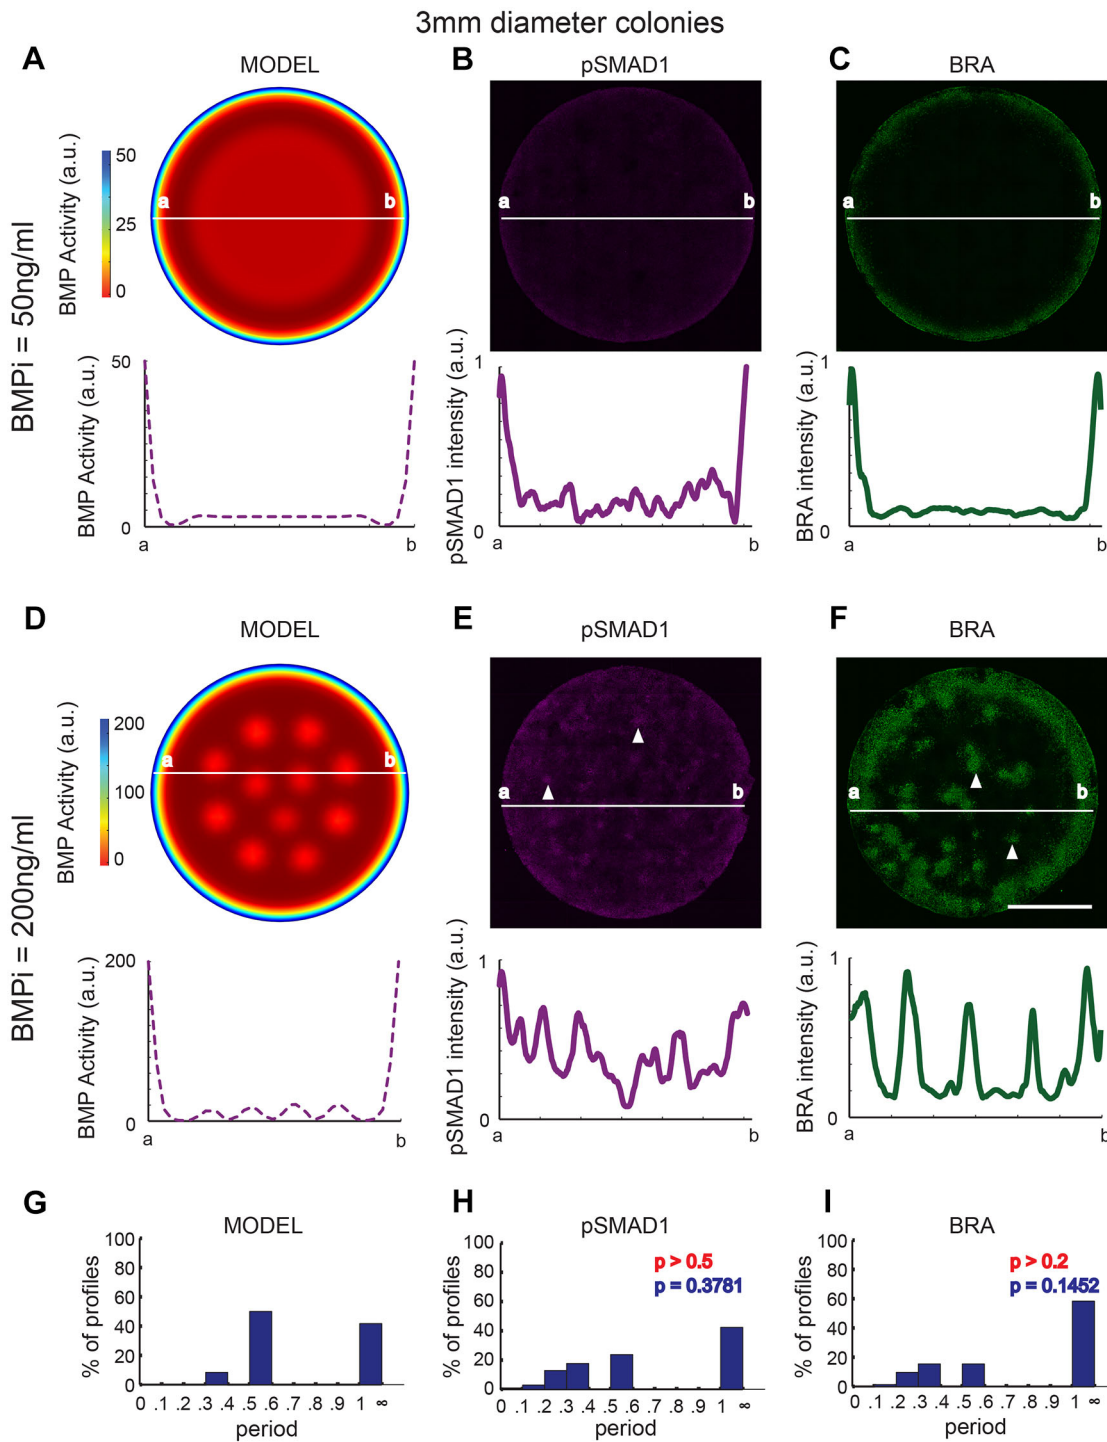 3mm diameter colonies
A
MODEL
B
pSMAD1
C
BRA
BMPi = 50ng/ml
BMP Activity (a.u.)
50
25
0
a
b
a
b
a
b
BMP Activity (a.u.)
50
0
a
b
pSMAD1 intensity (a.u.)
1
0
a
b
BRA intensity (a.u.)
1
0
a
b
D
MODEL
E
pSMAD1
F
BRA
BMPi = 200ng/ml
BMP Activity (a.u.)
200
100
0
a
b
a
b
a
b
BMP Activity (a.u.)
200
0
a
b
pSMAD1 intensity (a.u.)
1
0
a
b
BRA intensity (a.u.)
1
0
a
b
G
MODEL
% of profiles
100
80
60
40
20
0
0 .1 .2 .3 .4 .5 .6 .7 .8 .9 1 ∞
period
H
pSMAD1
% of profiles
100
80
60
40
20
0
p > 0.5
p = 0.3781
0 .1 .2 .3 .4 .5 .6 .7 .8 .9 1 ∞
period
I
BRA
% of profiles
100
80
60
40
20
0
p > 0.2
p = 0.1452
0 .1 .2 .3 .4 .5 .6 .7 .8 .9 1 ∞
period